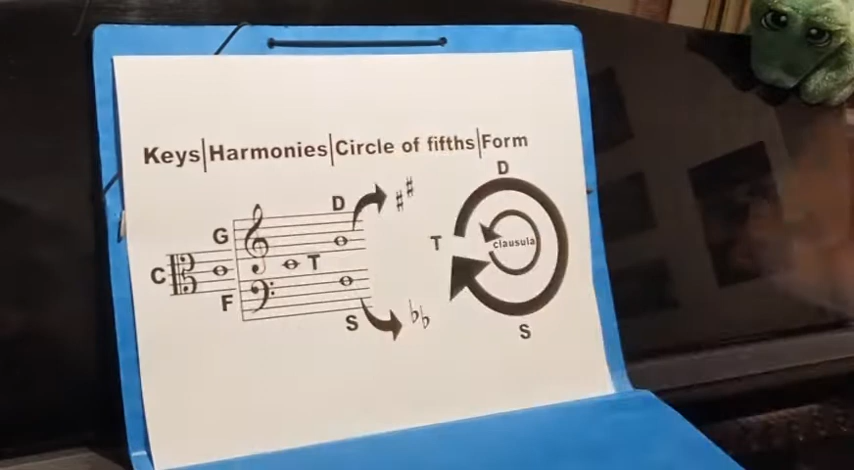 Keys|Harmonies|Circle of fifths|Form
D
D
G
T
clausula
C
T
F
S
S